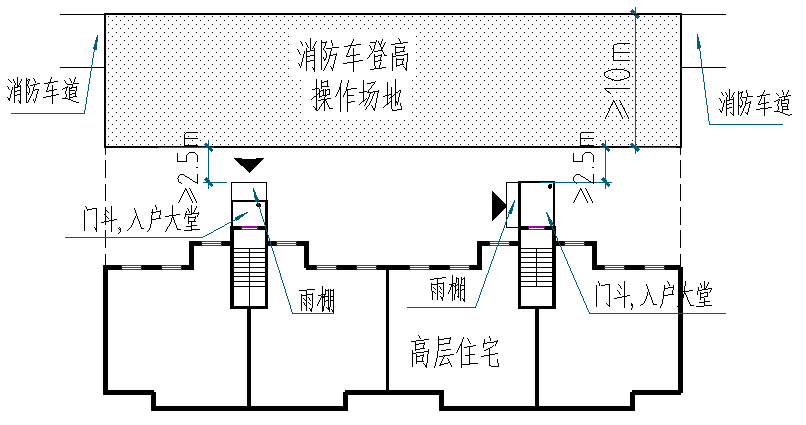 消防车登高
操作场地
≥10m
消防车道
消防车道
≥2.5m
≥2.5m
门斗,入户大堂
雨棚
雨棚
门斗,入户大堂
高层住宅